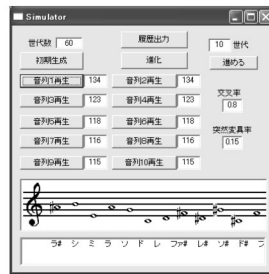 Simulator
世代数 60 履歴出力 10 世代
初期生成 進化 進める
音列1再生 134 音列2再生 134
音列3再生 123 音列4再生 123
交叉率
0.8
音列5再生 118 音列6再生 118
突然変異率
音列7再生 116 音列8再生 116 0.15
音列9再生 115 音列10再生 115
ラ# シ ミ ラ ソ ド レ ファ# レ# ソ ド#